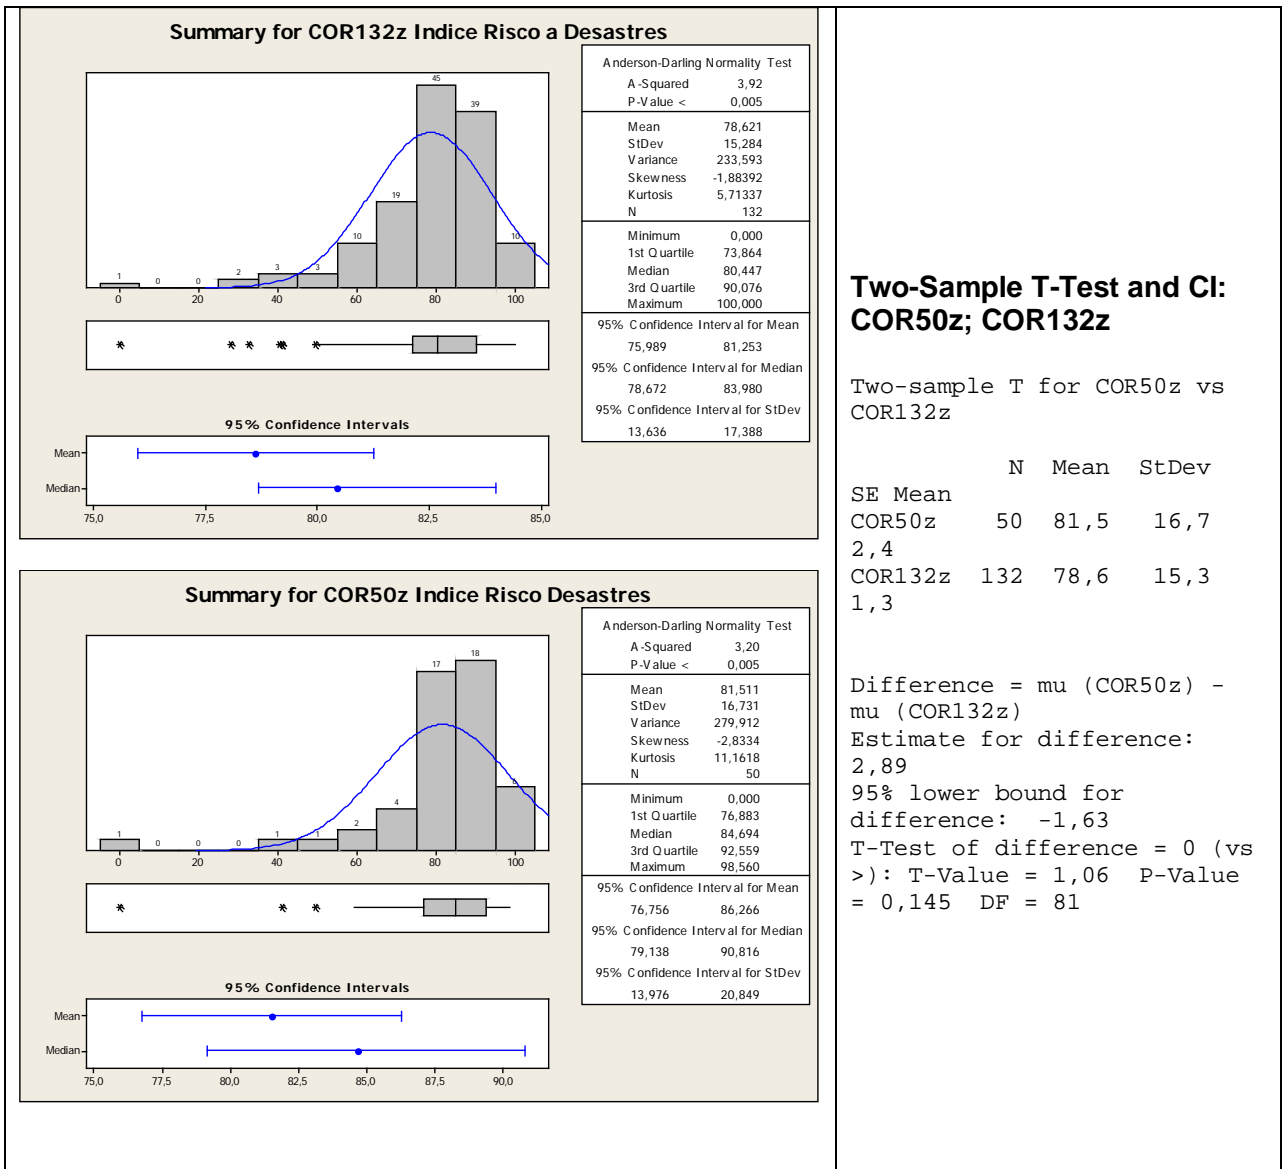 Summary for COR132z Indice Risco a Desastres
45
39
19
10
10
3
3
2
1
0
0
0
20
40
60
80
100
95% Confidence Intervals
Mean
Median
75,0
77,5
80,0
82,5
85,0
Anderson-Darling Normality Test
A-Squared 3,92
P-Value < 0,005
Mean 78,621
StDev 15,284
Variance 233,593
Skewness -1,88392
Kurtosis 5,71337
N 132
Minimum 0,000
1st Quartile 73,864
Median 80,447
3rd Quartile 90,076
Maximum 100,000
95% Confidence Interval for Mean
75,989 81,253
95% Confidence Interval for Median
78,672 83,980
95% Confidence Interval for StDev
13,636 17,388
Summary for COR50z Indice Risco Desastres
18
17
6
4
2
1
1
1
0
0
0
0
20
40
60
80
100
95% Confidence Intervals
Mean
Median
75,0
77,5
80,0
82,5
85,0
87,5
90,0
Anderson-Darling Normality Test
A-Squared 3,20
P-Value < 0,005
Mean 81,511
StDev 16,731
Variance 279,912
Skewness -2,8334
Kurtosis 11,1618
N 50
Minimum 0,000
1st Quartile 76,883
Median 84,694
3rd Quartile 92,559
Maximum 98,560
95% Confidence Interval for Mean
76,756 86,266
95% Confidence Interval for Median
79,138 90,816
95% Confidence Interval for StDev
13,976 20,849
Two-Sample T-Test and CI:
COR50z; COR132z
Two-sample T for COR50z vs
COR132z
N Mean StDev
SE Mean
COR50z 50 81,5 16,7
2,4
COR132z 132 78,6 15,3
1,3
Difference = mu (COR50z) -
mu (COR132z)
Estimate for difference:
2,89
95% lower bound for
difference: -1,63
T-Test of difference = 0 (vs
>): T-Value = 1,06 P-Value
= 0,145 DF = 81